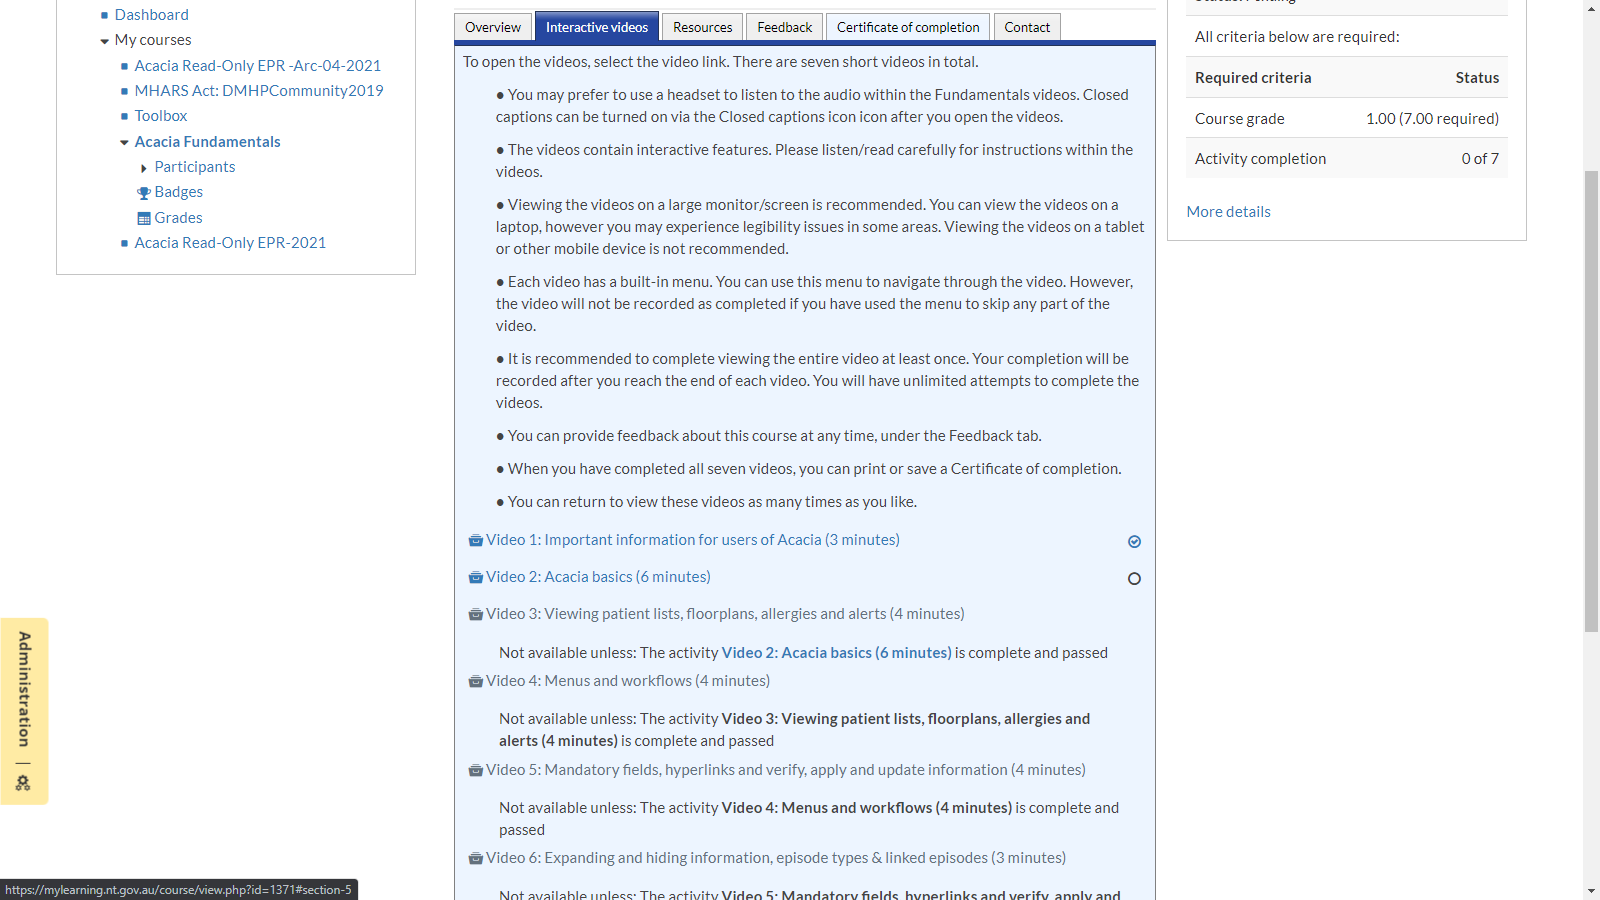 Dashboard
My courses
Acacia Read-Only EPR -Arc-04-2021
MHARS Act: DMHPCommunity2019
Toolbox
Acacia Fundamentals
Participants
Badges
Grades
Acacia Read-Only EPR-2021
Administration
Overview
Interactive videos
Resources
Feedback
Certificate of completion
Contact
To open the videos, select the video link. There are seven short videos in total.
● You may prefer to use a headset to listen to the audio within the Fundamentals videos. Closed
captions can be turned on via the Closed captions icon icon after you open the videos.
● The videos contain interactive features. Please listen/read carefully for instructions within the
videos.
● Viewing the videos on a large monitor/screen is recommended. You can view the videos on a
laptop, however you may experience legibility issues in some areas. Viewing the videos on a tablet
or other mobile device is not recommended.
● Each video has a built-in menu. You can use this menu to navigate through the video. However,
the video will not be recorded as completed if you have used the menu to skip any part of the
video.
● It is recommended to complete viewing the entire video at least once. Your completion will be
recorded after you reach the end of each video. You will have unlimited attempts to complete the
videos.
● You can provide feedback about this course at any time, under the Feedback tab.
● When you have completed all seven videos, you can print or save a Certificate of completion.
● You can return to view these videos as many times as you like.
Video 1: Important information for users of Acacia (3 minutes)
Video 2: Acacia basics (6 minutes)
Video 3: Viewing patient lists, floorplans, allergies and alerts (4 minutes)
Not available unless: The activity Video 2: Acacia basics (6 minutes) is complete and passed
Video 4: Menus and workflows (4 minutes)
Not available unless: The activity Video 3: Viewing patient lists, floorplans, allergies and
alerts (4 minutes) is complete and passed
Video 5: Mandatory fields, hyperlinks and verify, apply and update information (4 minutes)
Not available unless: The activity Video 4: Menus and workflows (4 minutes) is complete and
passed
Video 6: Expanding and hiding information, episode types & linked episodes (3 minutes)
Not available unless: The activity Video 5: Mandatory fields, hyperlinks and verify, apply and
Status: Pending
All criteria below are required:
Required criteria Status
Course grade 1.00 (7.00 required)
Activity completion 0 of 7
More details
https://mylearning.nt.gov.au/course/view.php?id=1371#section-5